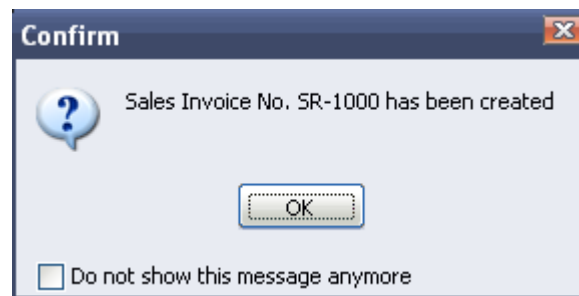 Confirm
Sales Invoice No. SR-1000 has been created
OK
Do not show this message anymore